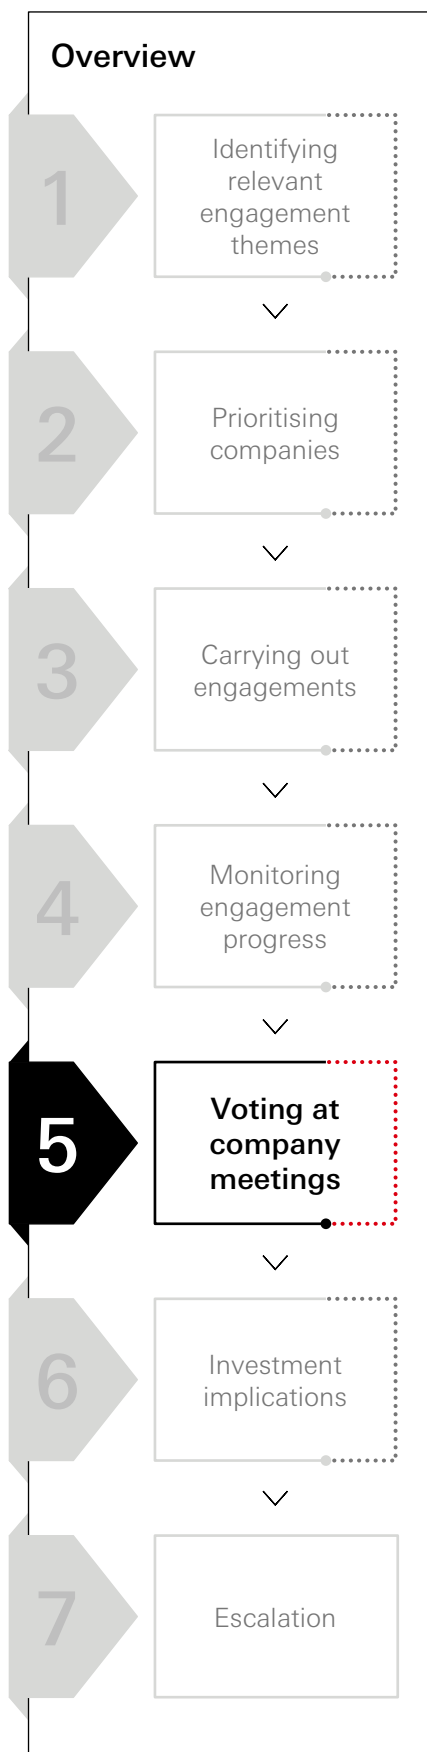 Overview
1
Identifying
relevant
engagement
themes
2
Prioritising
companies
3
Carrying out
engagements
4
Monitoring
engagement
progress
5
Voting at
company
meetings
6
Investment
implications
7
Escalation